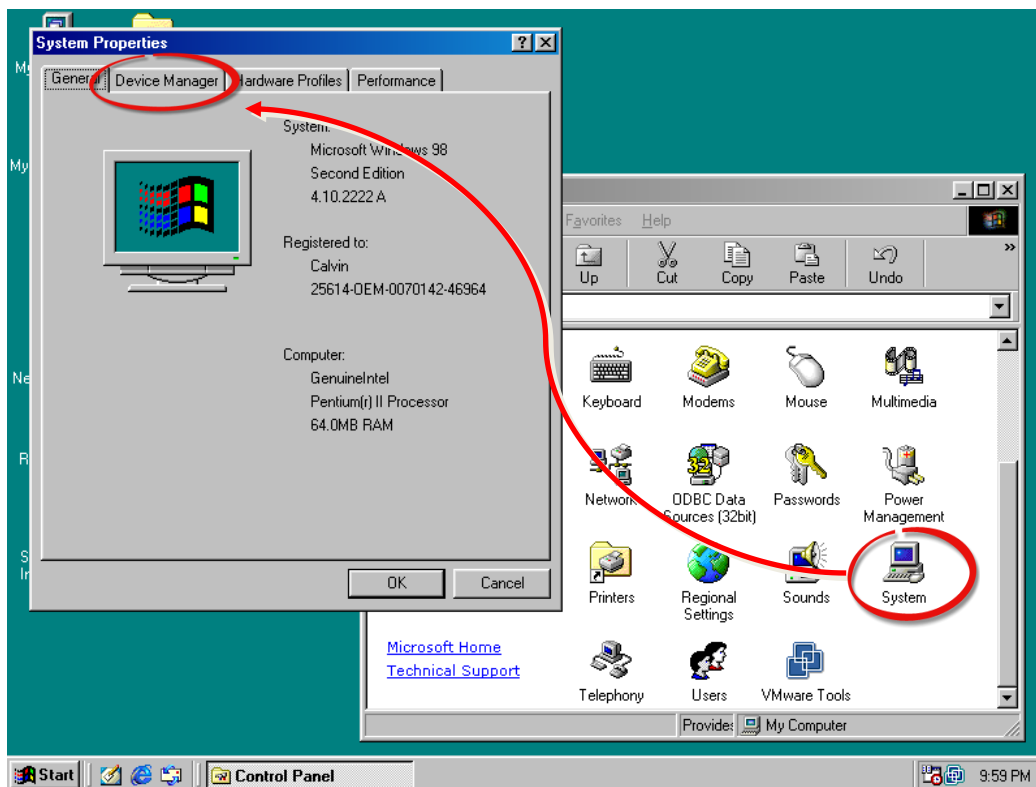 System Properties
General
Device Manager
Hardware Profiles
Performance
System:
Microsoft Windows 98
Second Edition
4.10.2222 A
Registered to:
Calvin
25614-OEM-0070142-46964
Computer:
GenuineIntel
Pentium(r) II Processor
64.0MB RAM
OK
Cancel
My
Ne
Favorites
Help
Up
Cut
Copy
Paste
Undo
Keyboard
Modems
Mouse
Multimedia
Network
ODBC Data
Sources (32bit)
Passwords
Power
Management
Printers
Regional
Settings
Sounds
System
Microsoft Home
Technical Support
Telephony
Users
VMware Tools
My Computer
Start
Control Panel
9:59 PM